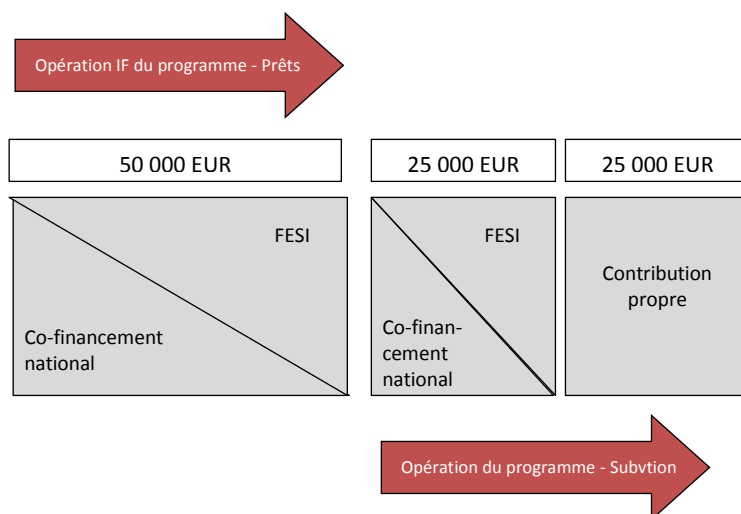 Opération IF du programme - Prêts
50 000 EUR
25 000 EUR
25 000 EUR
FESI
Co-financement
national
FESI
Co-finan-
cement
national
Contribution
propre
Opération du programme - Subvtion